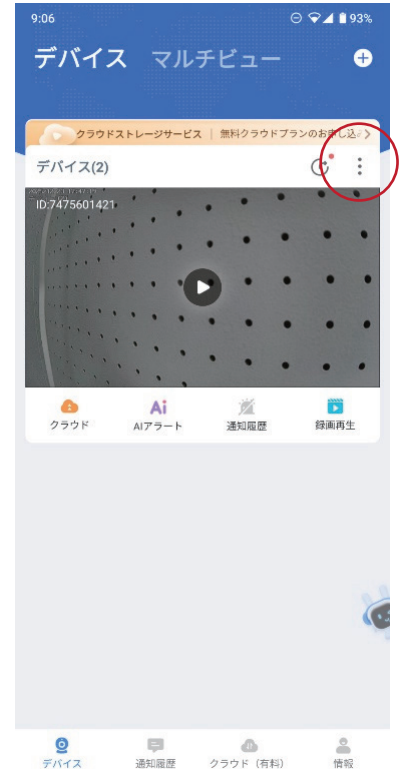 9:06
93%
デバイス マルチビュー
クラウドストレージサービス | 無料クラウドプランのお申し込
デバイス(2)
ID:7475601421
クラウド
Ai
AIアラート
通知履歴
録画再生
デバイス
通知履歴
クラウド（有料）
情報